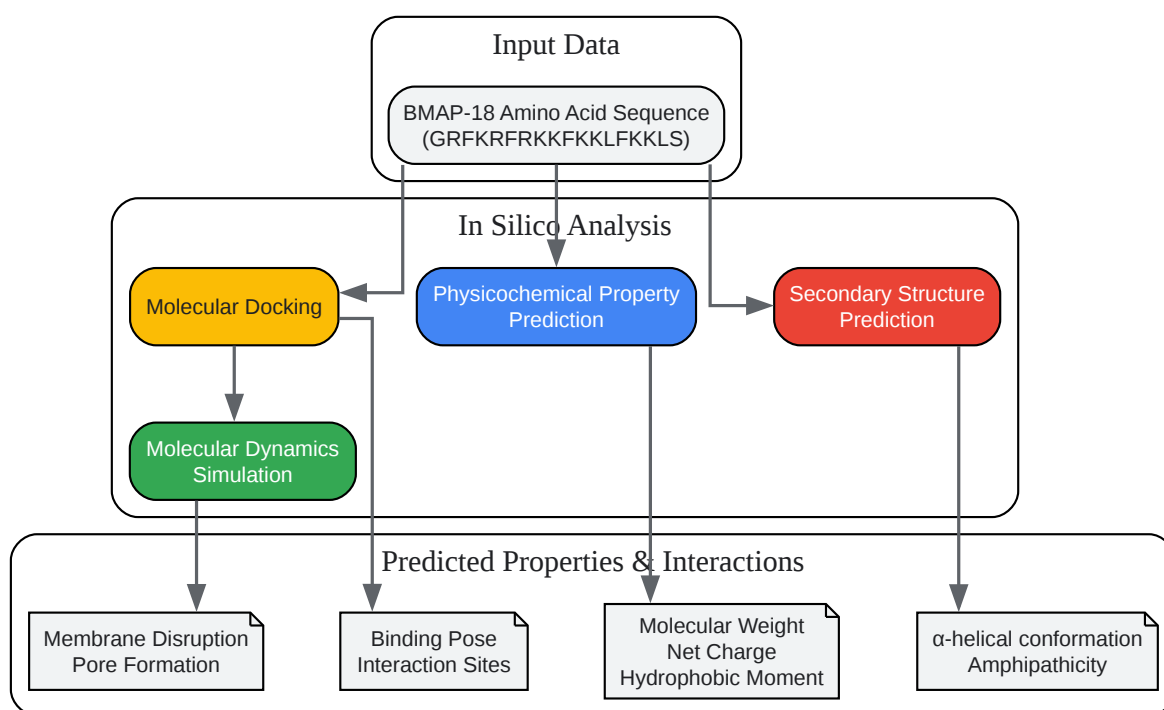 Input Data
BMAP-18 Amino Acid Sequence
(GRFKRFRKKFKKLFKKLS)
In Silico Analysis
Molecular Docking
Physicochemical Property
Prediction
Secondary Structure
Prediction
Molecular Dynamics
Simulation
Predicted Properties & Interactions
Membrane Disruption
Pore Formation
Binding Pose
Interaction Sites
Molecular Weight
Net Charge
Hydrophobic Moment
α-helical conformation
Amphipathicity